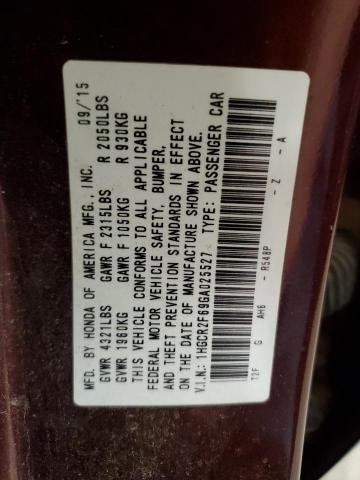 MFD. BY HONDA OF AMERICA MFG., INC. 09/'15
GVWR 4321LBS GAWR F 2315LBS R 2050LBS
GVWR 1960KG GAWR F 1050KG R 930KG
THIS VEHICLE CONFORMS TO ALL APPLICABLE
FEDERAL MOTOR VEHICLE SAFETY, BUMPER,
AND THEFT PREVENTION STANDARDS IN EFFECT
ON THE DATE OF MANUFACTURE SHOWN ABOVE.
V.I.N.: 1HGCR2F69GA025527 TYPE: PASSENGER CAR
T2F G AH6 - R548P - Z - A